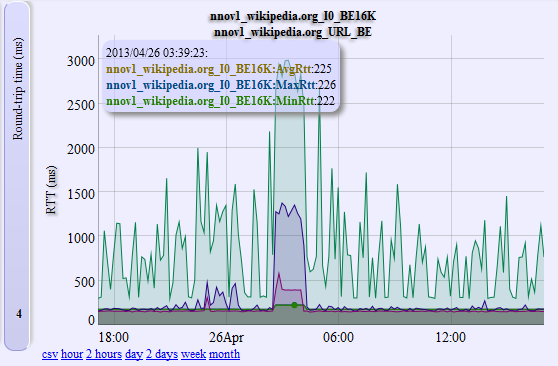 nnov1_wikipedia.org_I0_BE16K
nnov1_wikipedia.org_URL_BE
Round-trip time (ms)
4
RTT (ms)
2013/04/26 03:39:23:
nnov1_wikipedia.org_I0_BE16K:AvgRtt:225
nnov1_wikipedia.org_I0_BE16K:MaxRtt:226
nnov1_wikipedia.org_I0_BE16K:MinRtt:222
3000
2500
2000
1500
1000
500
0
18:00 26Apr 06:00 12:00
csv hour 2 hours day 2 days week month